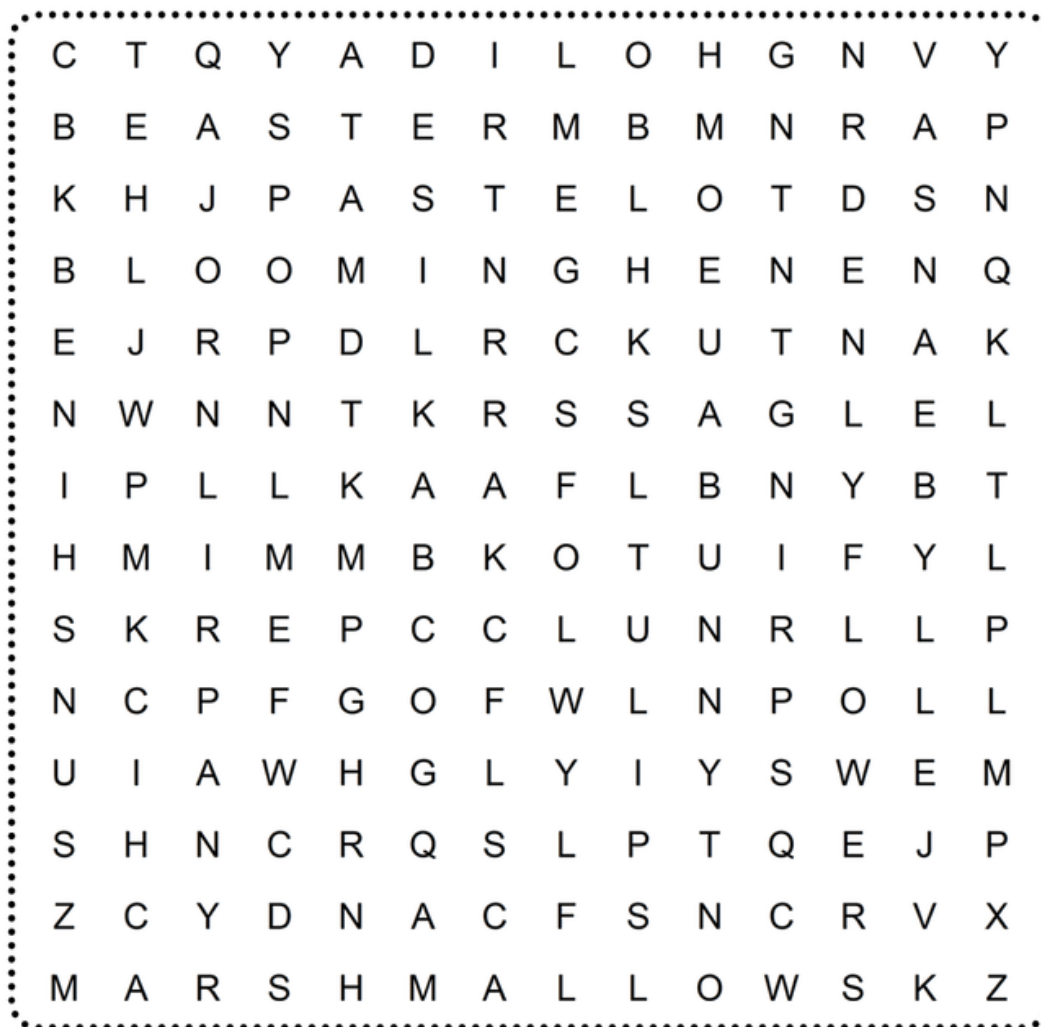 C T Q Y A D I L O H G N V Y
B E A S T E R M B M N R A P
K H J P A S T E L O T D S N
B L O O M I N G H E N E N Q
E J R P D L R C K U T N A K
N W N N T K R S S A G L E L
I P L L K A A F L B N Y B T
H M I M M B K O T U I F Y L
S K R E P C C L U N R L L P
N C P F G O F W L N P O L L
U I A W H G L Y I Y S W E M
S H N C R Q S L P T Q E J P
Z C Y D N A C F S N C R V X
M A R S H M A L L O W S K Z